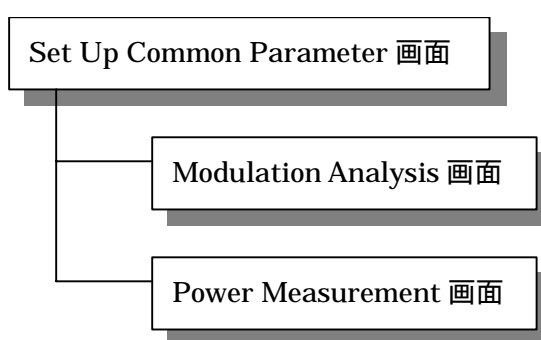 Set Up Common Parameter 画面
Modulation Analysis 画面
Power Measurement 画面